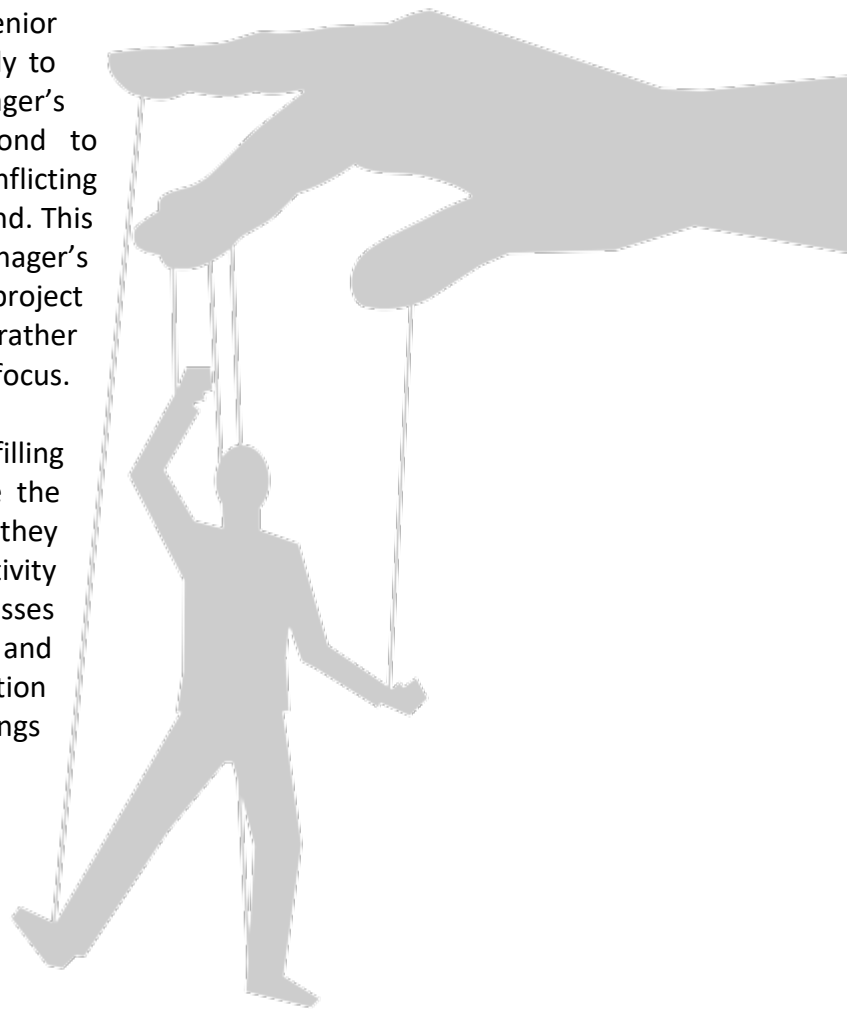 enior
ly to
ager's
ond to
nflicting
nd. This
nager's
project
rather
focus.
filling
e the
they
tivity
sses
and
tion
ngs